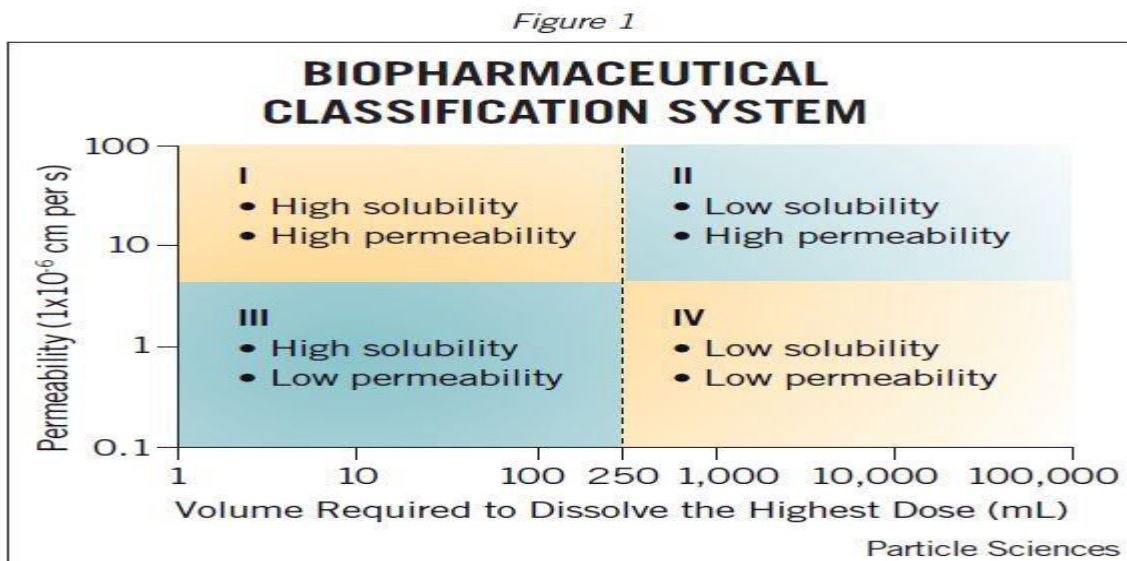 Figure 1
BIOPHARMACEUTICAL
CLASSIFICATION SYSTEM
Permeability (1x10⁻⁶ cm per s)
100
10
1
0.1
I
• High solubility
• High permeability
II
• Low solubility
• High permeability
III
• High solubility
• Low permeability
IV
• Low solubility
• Low permeability
1 10 100 250 1,000 10,000 100,000
Volume Required to Dissolve the Highest Dose (mL)
Particle Sciences